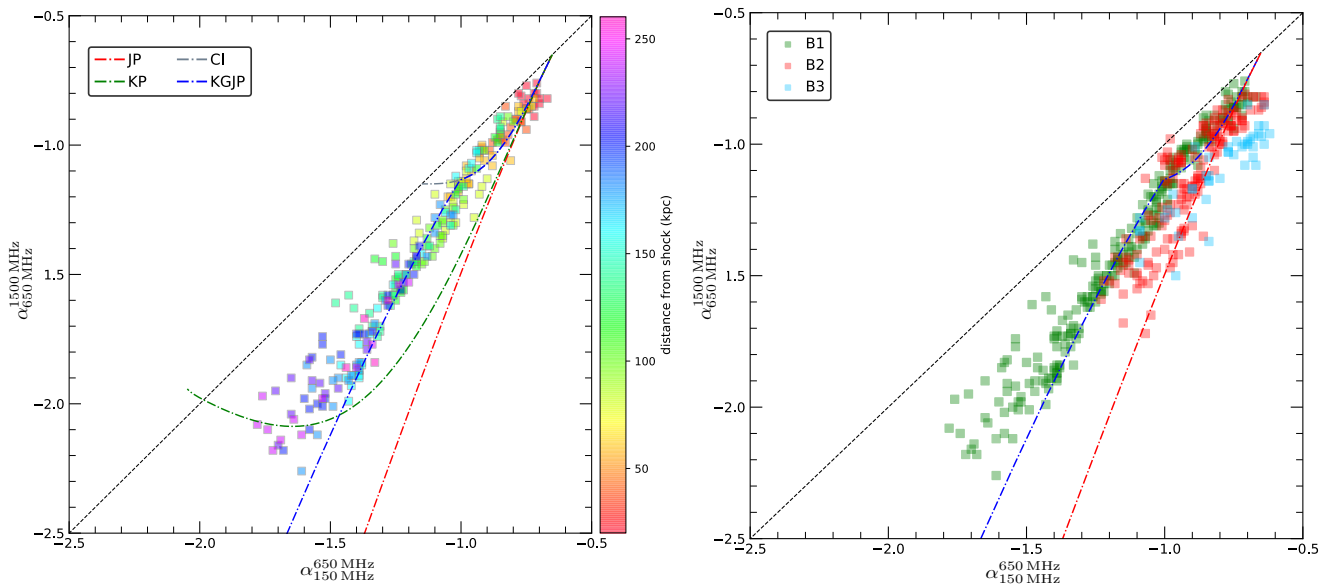 −0.5
−1.0
−1.5
−2.0
−2.5
α 1500 MHz 650 MHz
JP CI
KP KGJP
−2.5 −2.0 −1.5 −1.0 −0.5
α 650 MHz 150 MHz
250
200
150
100
50
distance from shock (kpc)
−0.5
−1.0
−1.5
−2.0
−2.5
α 1500 MHz 650 MHz
B1
B2
B3
−2.5 −2.0 −1.5 −1.0 −0.5
α 650 MHz 150 MHz